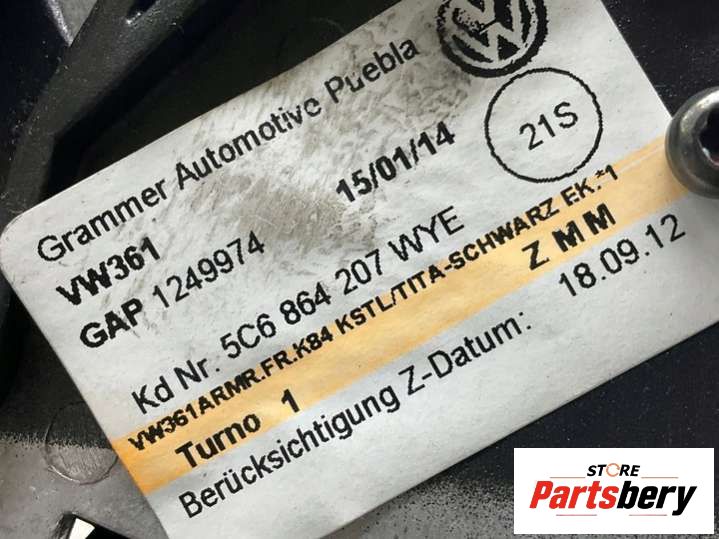 Grammer Automotive Puebla
VW
VW361
15/01/14
21S
GAP 1249974
Kd Nr. 5C6 864 207 WYE
VW361ARMR.FR.K84 KSTL/TITA-SCHWARZ EK.*1
Turno 1
Z M M
Berücksichtigung Z-Datum: 18.09.12
STORE
Partsbery